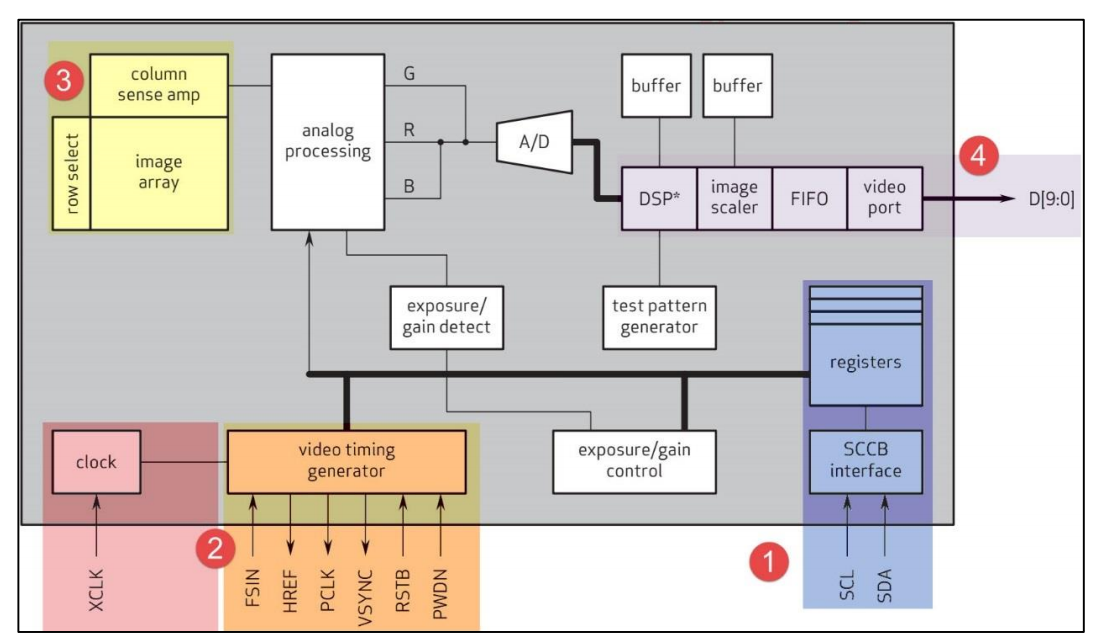 3
column
sense amp
row select
image
array
analog
processing
G
R
B
A/D
buffer
buffer
4
DSP*
image
scaler
FIFO
video
port
D[9:0]
exposure/
gain detect
test pattern
generator
registers
clock
video timing
generator
exposure/gain
control
SCCB
interface
2
1
XCLK
FSIN
HREF
PCLK
VSYNC
RSTB
PWDN
SCL
SDA